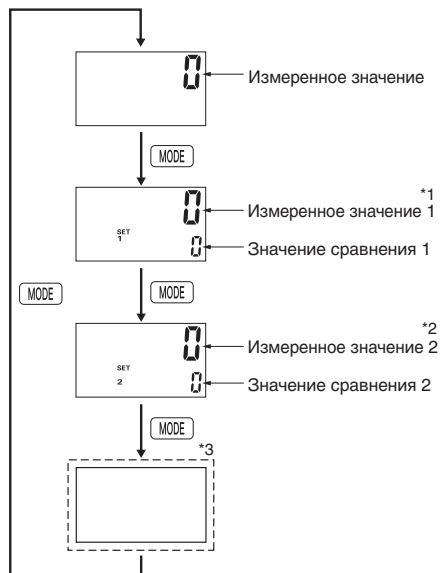 0
Измеренное значение
MODE
*1
0
Измеренное значение 1
SET
1
0
Значение сравнения 1
MODE
MODE
*2
0
Измеренное значение 2
SET
2
0
Значение сравнения 2
MODE
*3